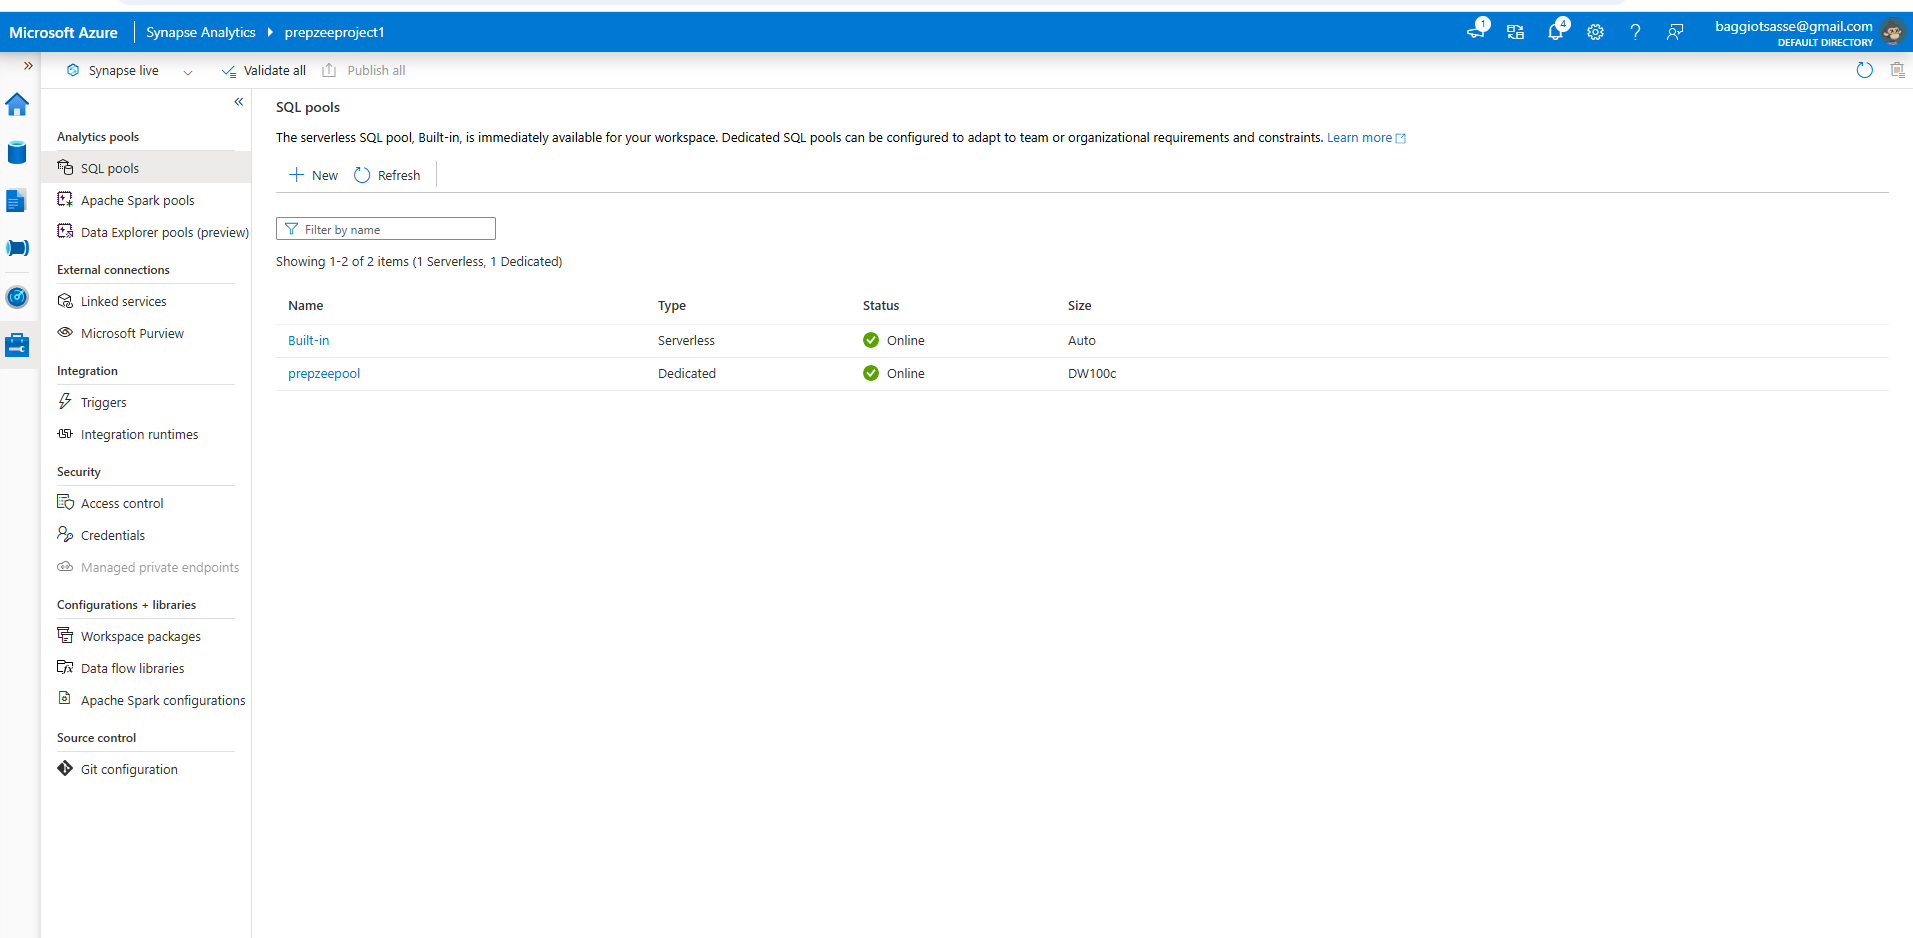 Microsoft Azure | Synapse Analytics prepzeeproject1 1 4 baggiotsasse@gmail.com
DEFAULT DIRECTORY
Synapse live Validate all Publish all
Analytics pools
SQL pools
Apache Spark pools
Data Explorer pools (preview)
External connections
Linked services
Microsoft Purview
Integration
Triggers
Integration runtimes
Security
Access control
Credentials
Managed private endpoints
Configurations + libraries
Workspace packages
Data flow libraries
Apache Spark configurations
Source control
Git configuration
SQL pools
The serverless SQL pool, Built-in, is immediately available for your workspace. Dedicated SQL pools can be configured to adapt to team or organizational requirements and constraints. Learn more
New Refresh
Filter by name
Showing 1-2 of 2 items (1 Serverless, 1 Dedicated)
Name Type Status Size
Built-in Serverless Online Auto
prepzeepool Dedicated Online DW100c